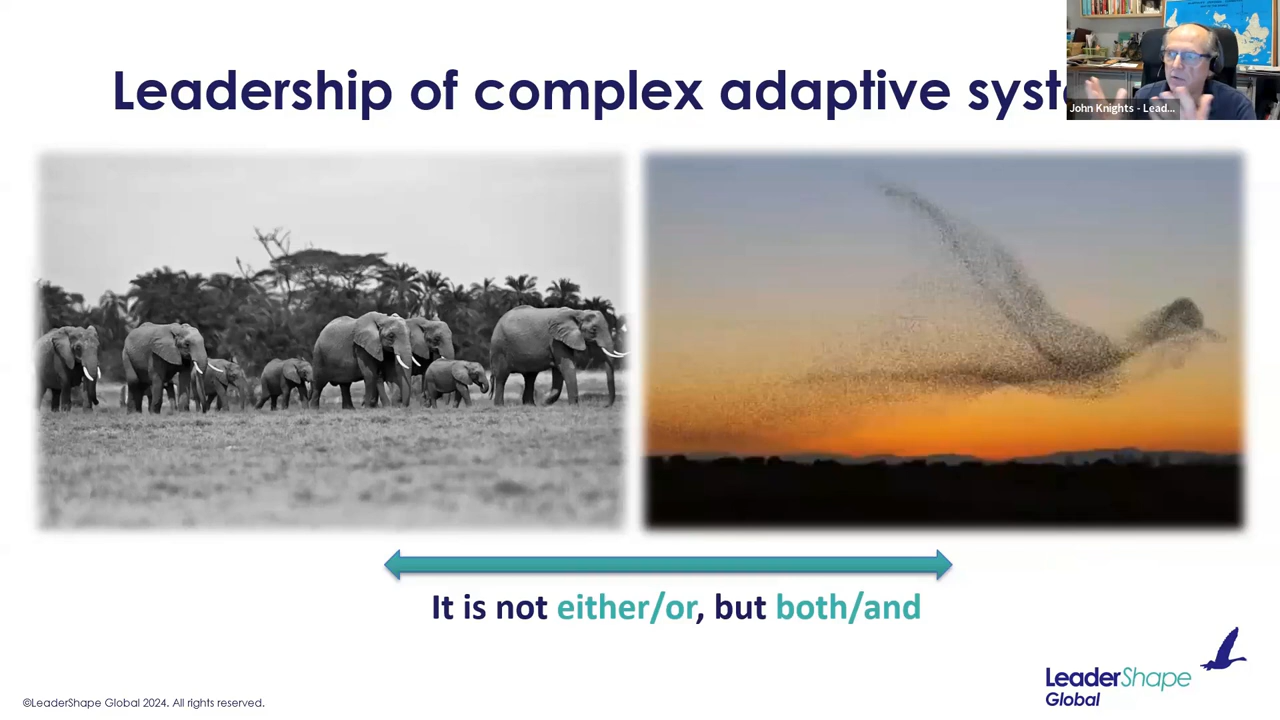 Leadership of complex adaptive syst
John Knights - Lead...
It is not either/or, but both/and
LeaderShape
Global
©LeaderShape Global 2024. All rights reserved.